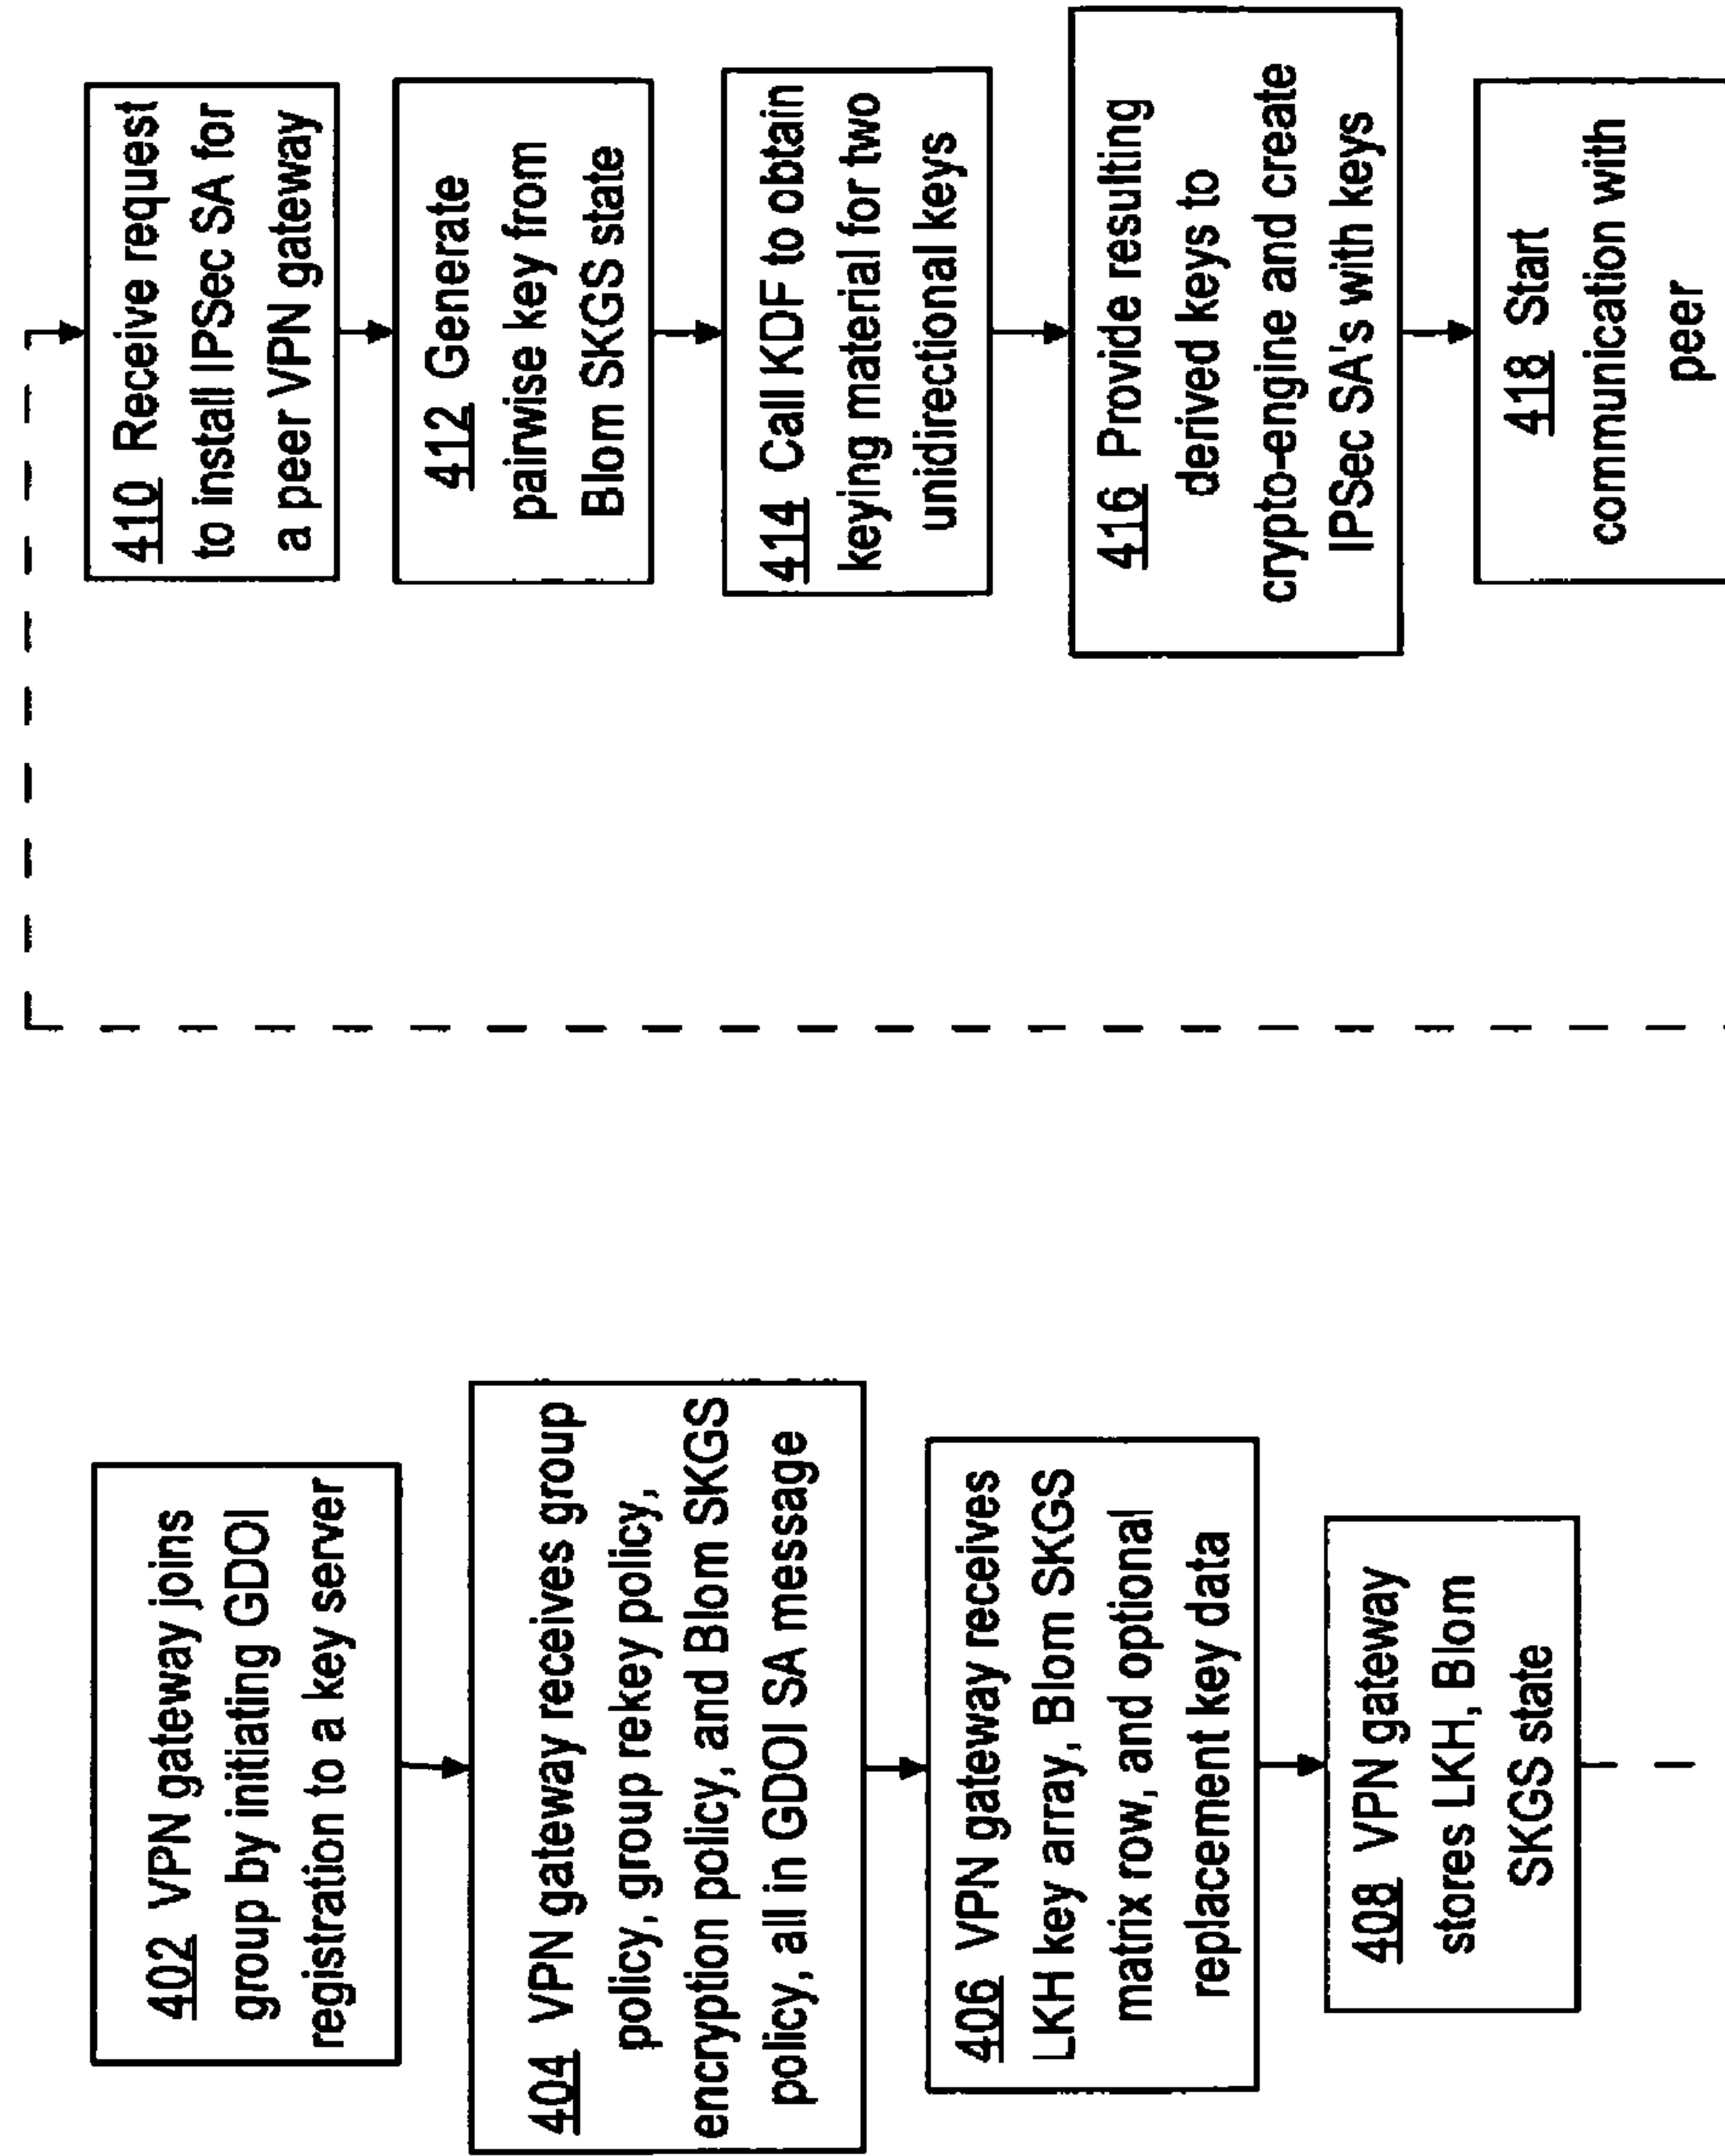 402 VPN gateway joins
group by initiating GDOI
registration to a key server
404 VPN gateway receives group
policy, group rekey policy,
encryption policy, and Blom SKGS
policy, all in GDOI SA message
406 VPN gateway receives
LKH key array, Blom SKGS
matrix row, and optional
replacement key data
408 VPN gateway
stores LKH, Blom
SKGS state
410 Receive request
to install IPSec SA for
a peer VPN gateway
412 Generate
pairwise key from
Blom SKGS state
414 Call KDF to obtain
keying material for two
unidirectional keys
416 Provide resulting
derived keys to
crypto-engine and create
IPSec SA's with keys
418 Start
communication with
peer